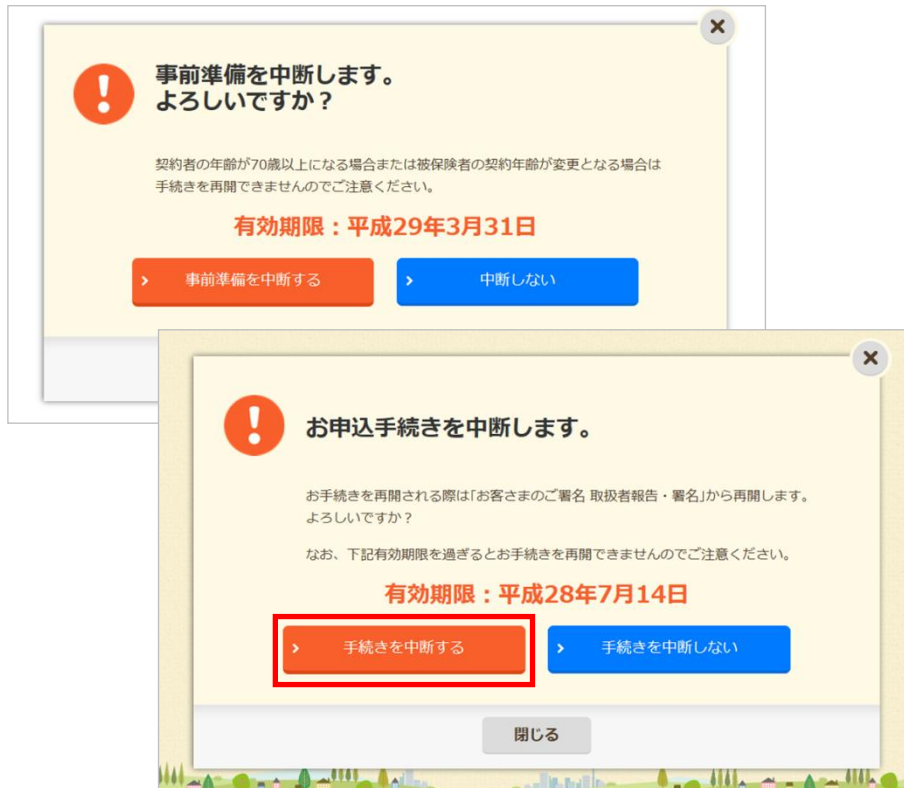 事前準備を中断します。
よろしいですか？
契約者の年齢が70歳以上になる場合または被保険者の契約年齢が変更となる場合は
手続きを再開できませんのでご注意ください。
有効期限：平成29年3月31日
事前準備を中断する
中断しない
お申込手続きを中断します。
お手続きを再開される際は｢お客さまのご署名 取扱者報告・署名｣から再開します。
よろしいですか？
なお、下記有効期限を過ぎるとお手続きを再開できませんのでご注意ください。
有効期限：平成28年7月14日
手続きを中断する
手続きを中断しない
閉じる